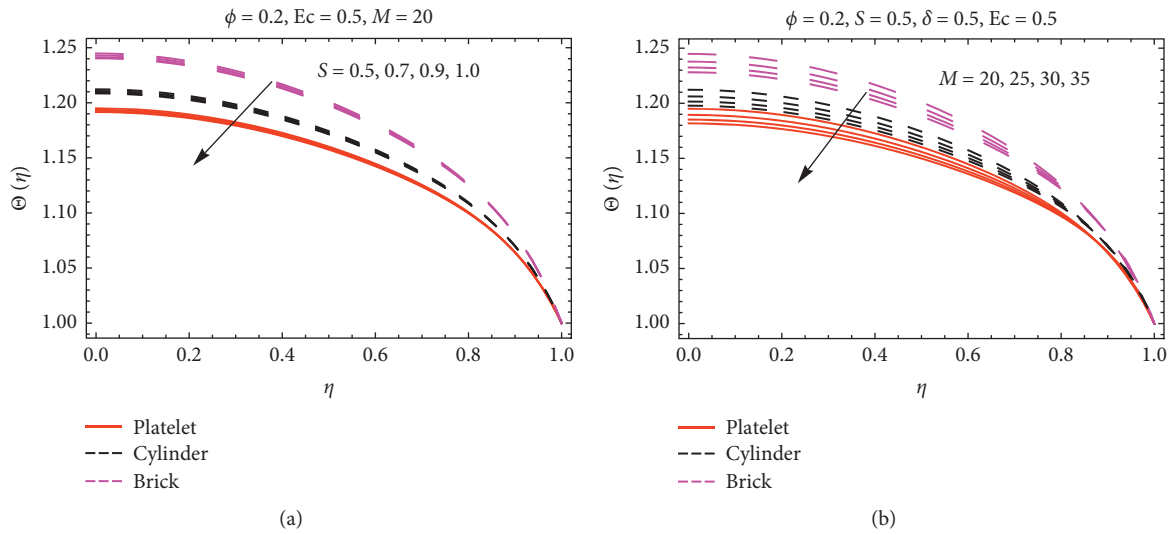 ϕ = 0.2, Ec = 0.5, M = 20
1.25
1.20
1.15
1.10
1.05
1.00
Θ (η)
S = 0.5, 0.7, 0.9, 1.0
0.0 0.2 0.4 0.6 0.8 1.0
η
Platelet
Cylinder
Brick
(a)
ϕ = 0.2, S = 0.5, δ = 0.5, Ec = 0.5
1.25
1.20
1.15
1.10
1.05
1.00
Θ (η)
M = 20, 25, 30, 35
0.0 0.2 0.4 0.6 0.8 1.0
η
Platelet
Cylinder
Brick
(b)